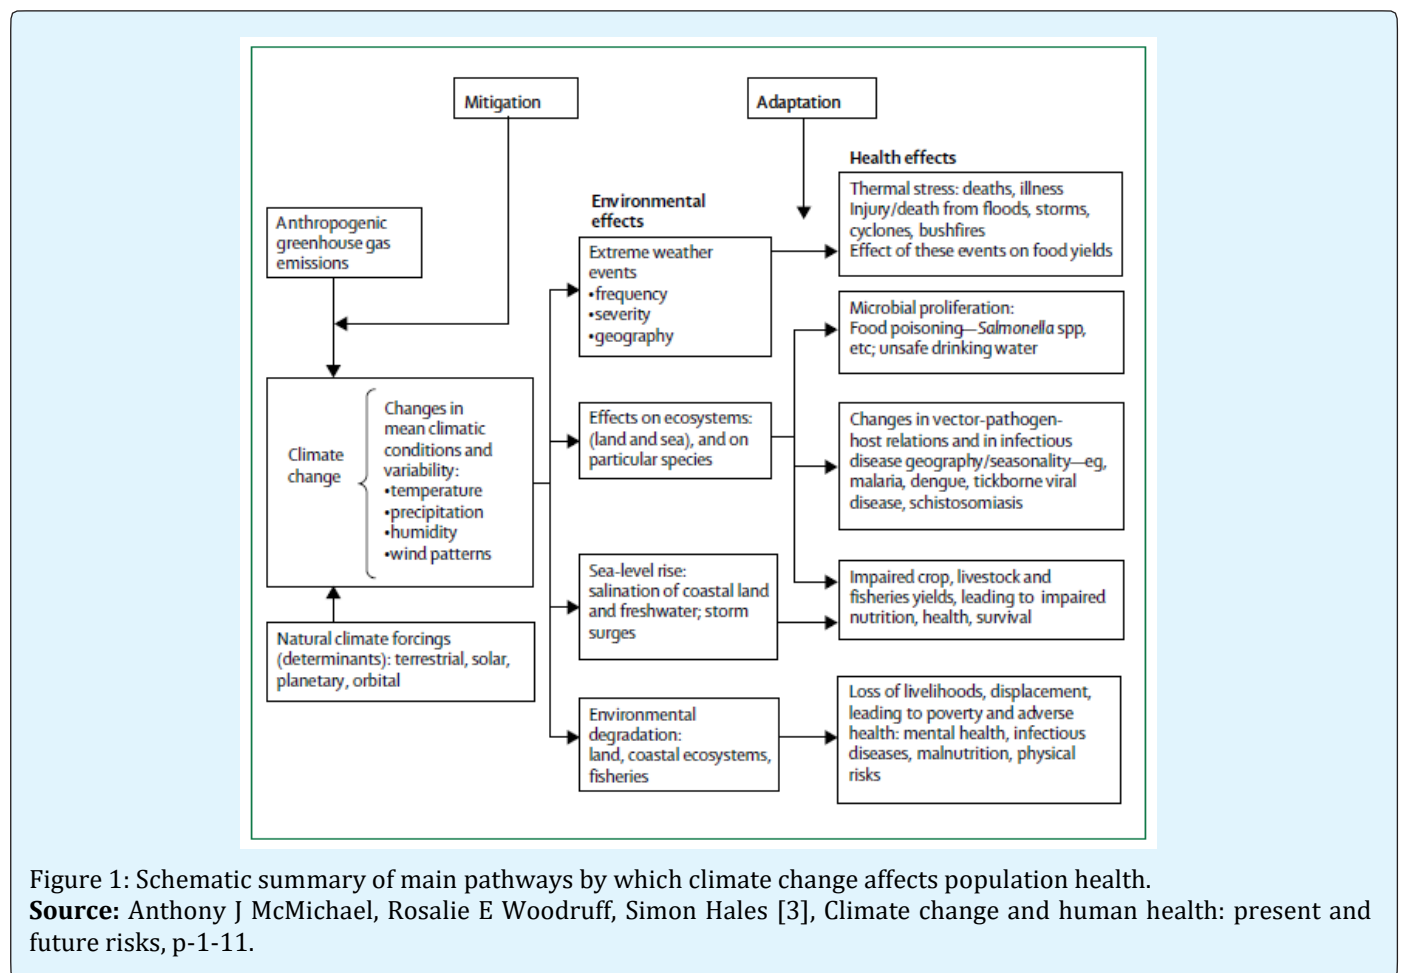 Mitigation
Adaptation
Anthropogenic
greenhouse gas
emissions
Climate
change
Changes in
mean climatic
conditions and
variability:
•temperature
•precipitation
•humidity
•wind patterns
Natural climate forcings
(determinants): terrestrial, solar,
planetary, orbital
Environmental
effects
Extreme weather
events
•frequency
•severity
•geography
Effects on ecosystems:
(land and sea), and on
particular species
Sea-level rise:
salination of coastal land
and freshwater; storm
surges
Environmental
degradation:
land, coastal ecosystems,
fisheries
Health effects
Thermal stress: deaths, illness
Injury/death from floods, storms,
cyclones, bushfires
Effect of these events on food yields
Microbial proliferation:
Food poisoning—Salmonella spp,
etc; unsafe drinking water
Changes in vector-pathogen-
host relations and in infectious
disease geography/seasonality—eg,
malaria, dengue, tickborne viral
disease, schistosomiasis
Impaired crop, livestock and
fisheries yields, leading to impaired
nutrition, health, survival
Loss of livelihoods, displacement,
leading to poverty and adverse
health: mental health, infectious
diseases, malnutrition, physical
risks
Figure 1: Schematic summary of main pathways by which climate change affects population health.
Source: Anthony J McMichael, Rosalie E Woodruff, Simon Hales [3], Climate change and human health: present and
future risks, p-1-11.